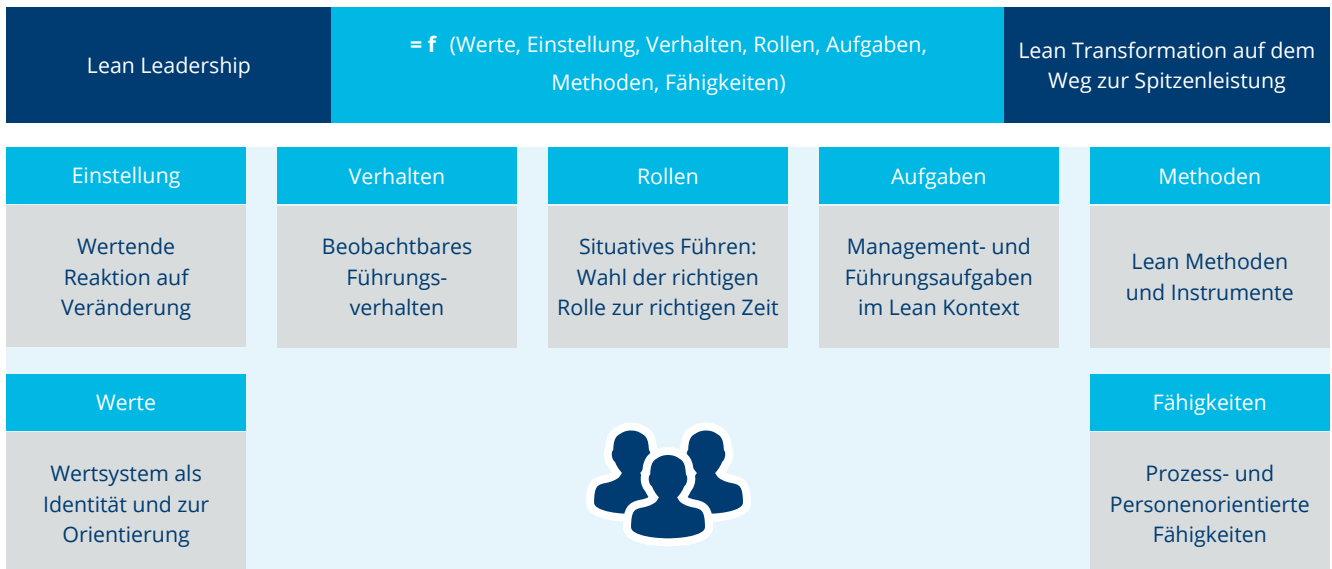 Lean Leadership
= f (Werte, Einstellung, Verhalten, Rollen, Aufgaben,
Methoden, Fähigkeiten)
Lean Transformation auf dem
Weg zur Spitzenleistung
Einstellung
Wertende
Reaktion auf
Veränderung
Verhalten
Beobachtbares
Führungs-
verhalten
Rollen
Situatives Führen:
Wahl der richtigen
Rolle zur richtigen Zeit
Aufgaben
Management- und
Führungsaufgaben
im Lean Kontext
Methoden
Lean Methoden
und Instrumente
Werte
Wertsystem als
Identität und zur
Orientierung
Fähigkeiten
Prozess- und
Personenorientierte
Fähigkeiten